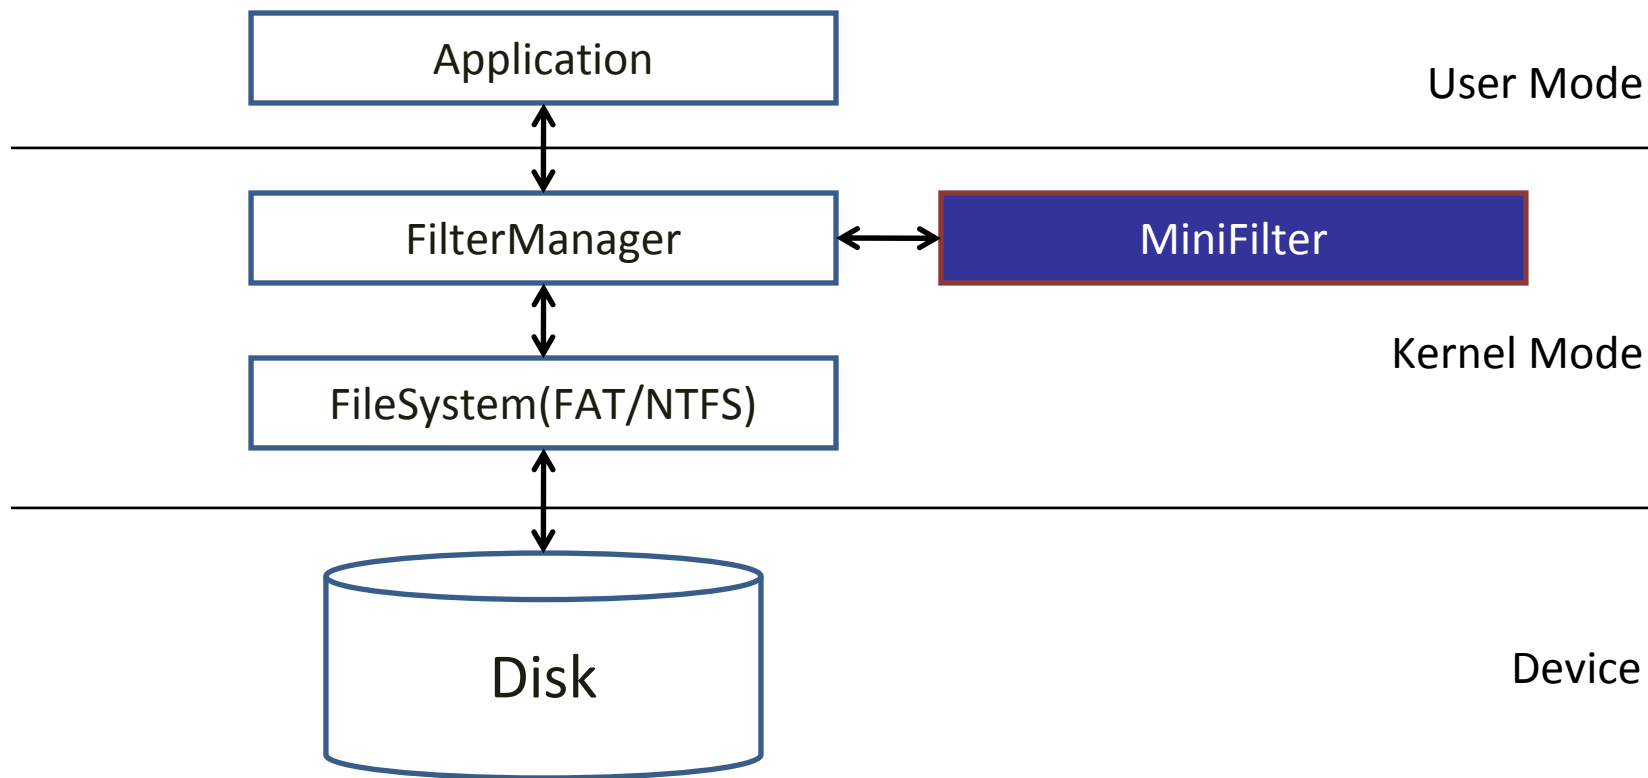 Application
User Mode
FilterManager
MiniFilter
Kernel Mode
FileSystem(FAT/NTFS)
Disk
Device